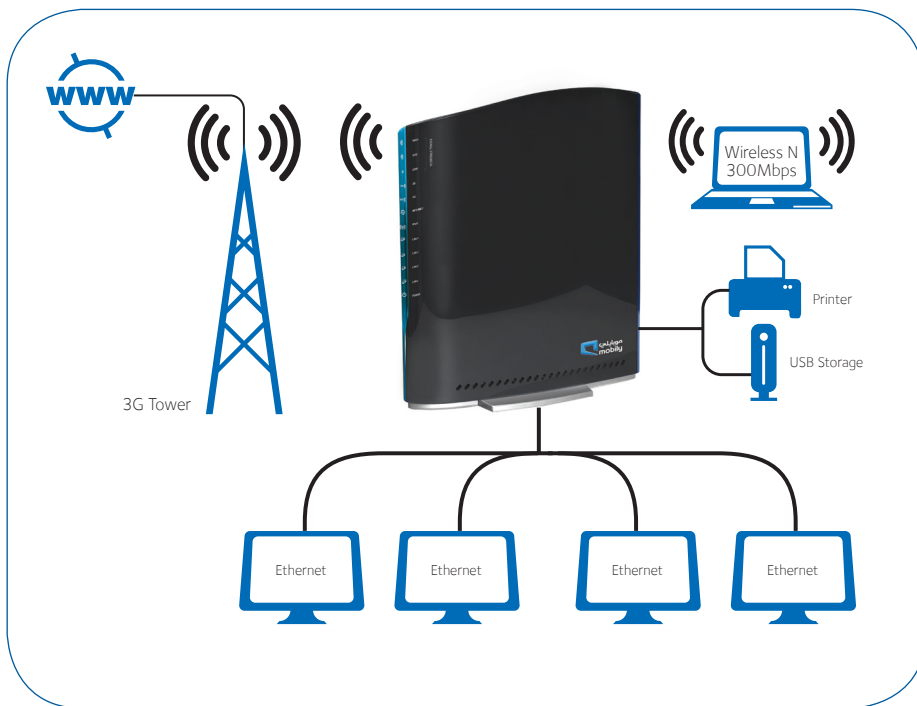 www
Wireless N
300Mbps
Printer
موبايلي
mobily
USB Storage
3G Tower
Ethernet
Ethernet
Ethernet
Ethernet